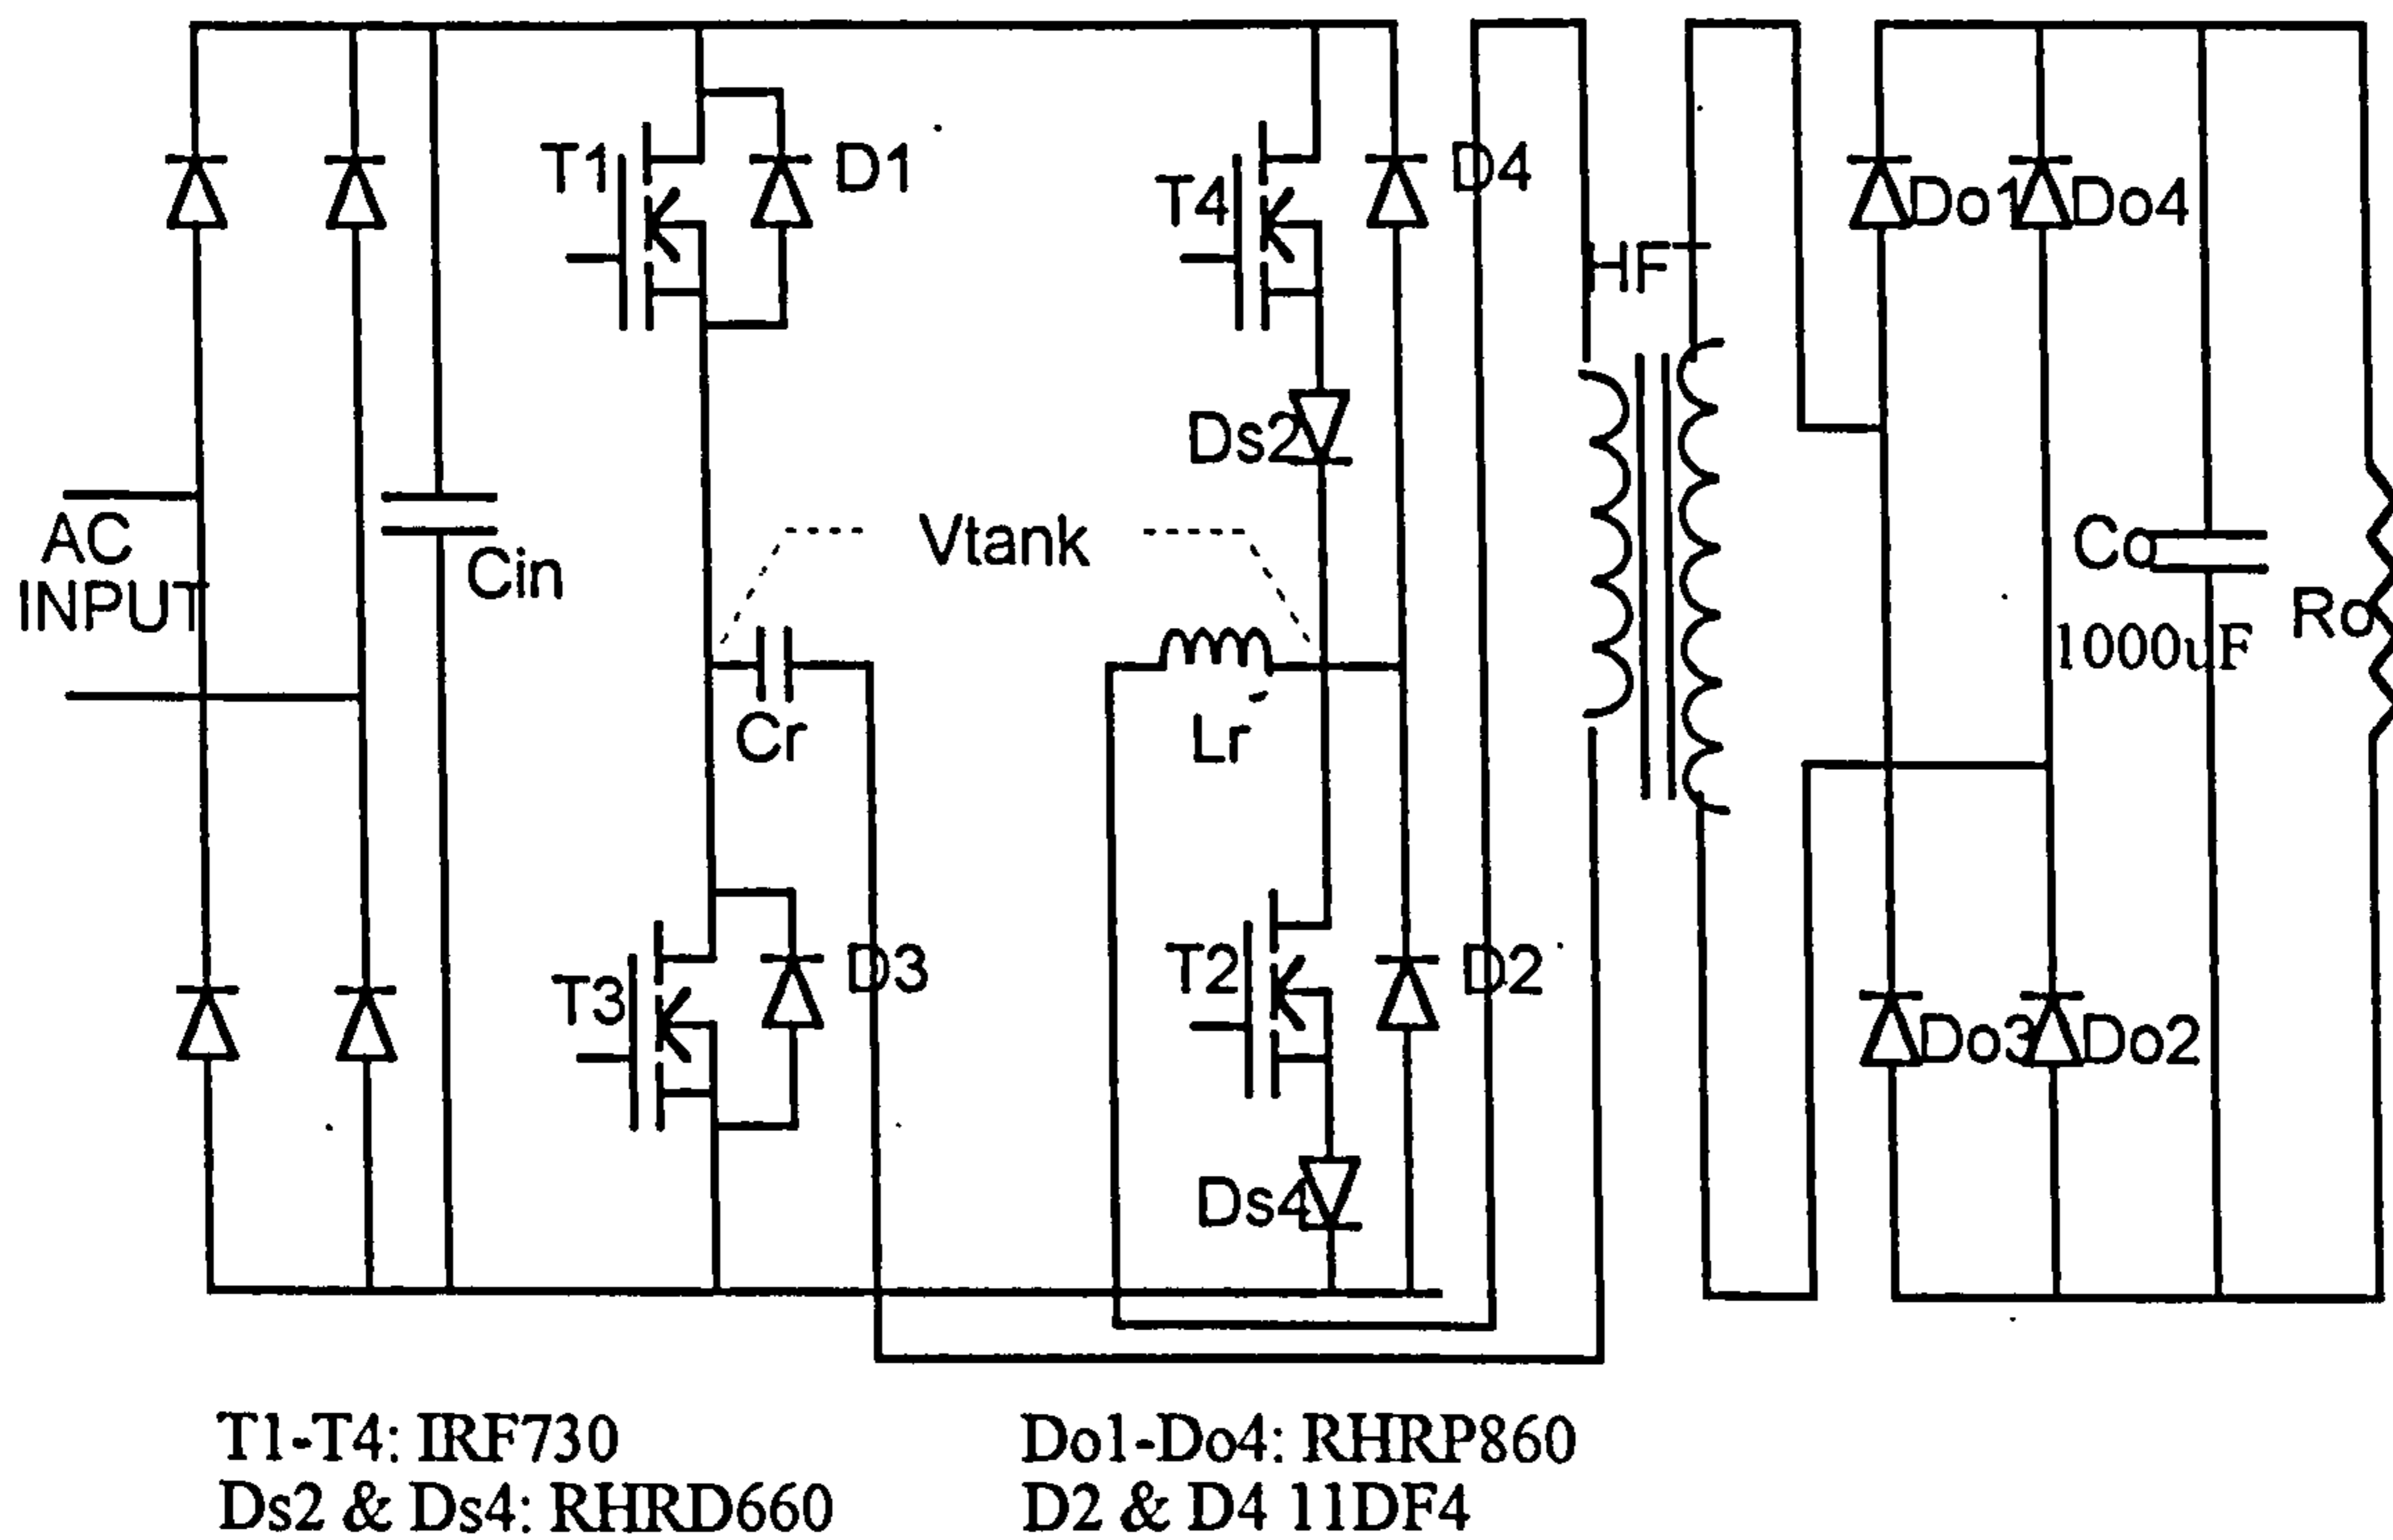 T1
D1
T4
D4
HFT
Do1
Do4
Ds2
AC
INPUT
Cin
Vtank
Co
1000uF
Ro
Cr
Lr
T3
D3
T2
D2
Do3
Do2
Ds4
T1-T4: IRF730
Do1-Do4: RHRP860
Ds2 & Ds4: RHRD660
D2 & D4 11DF4